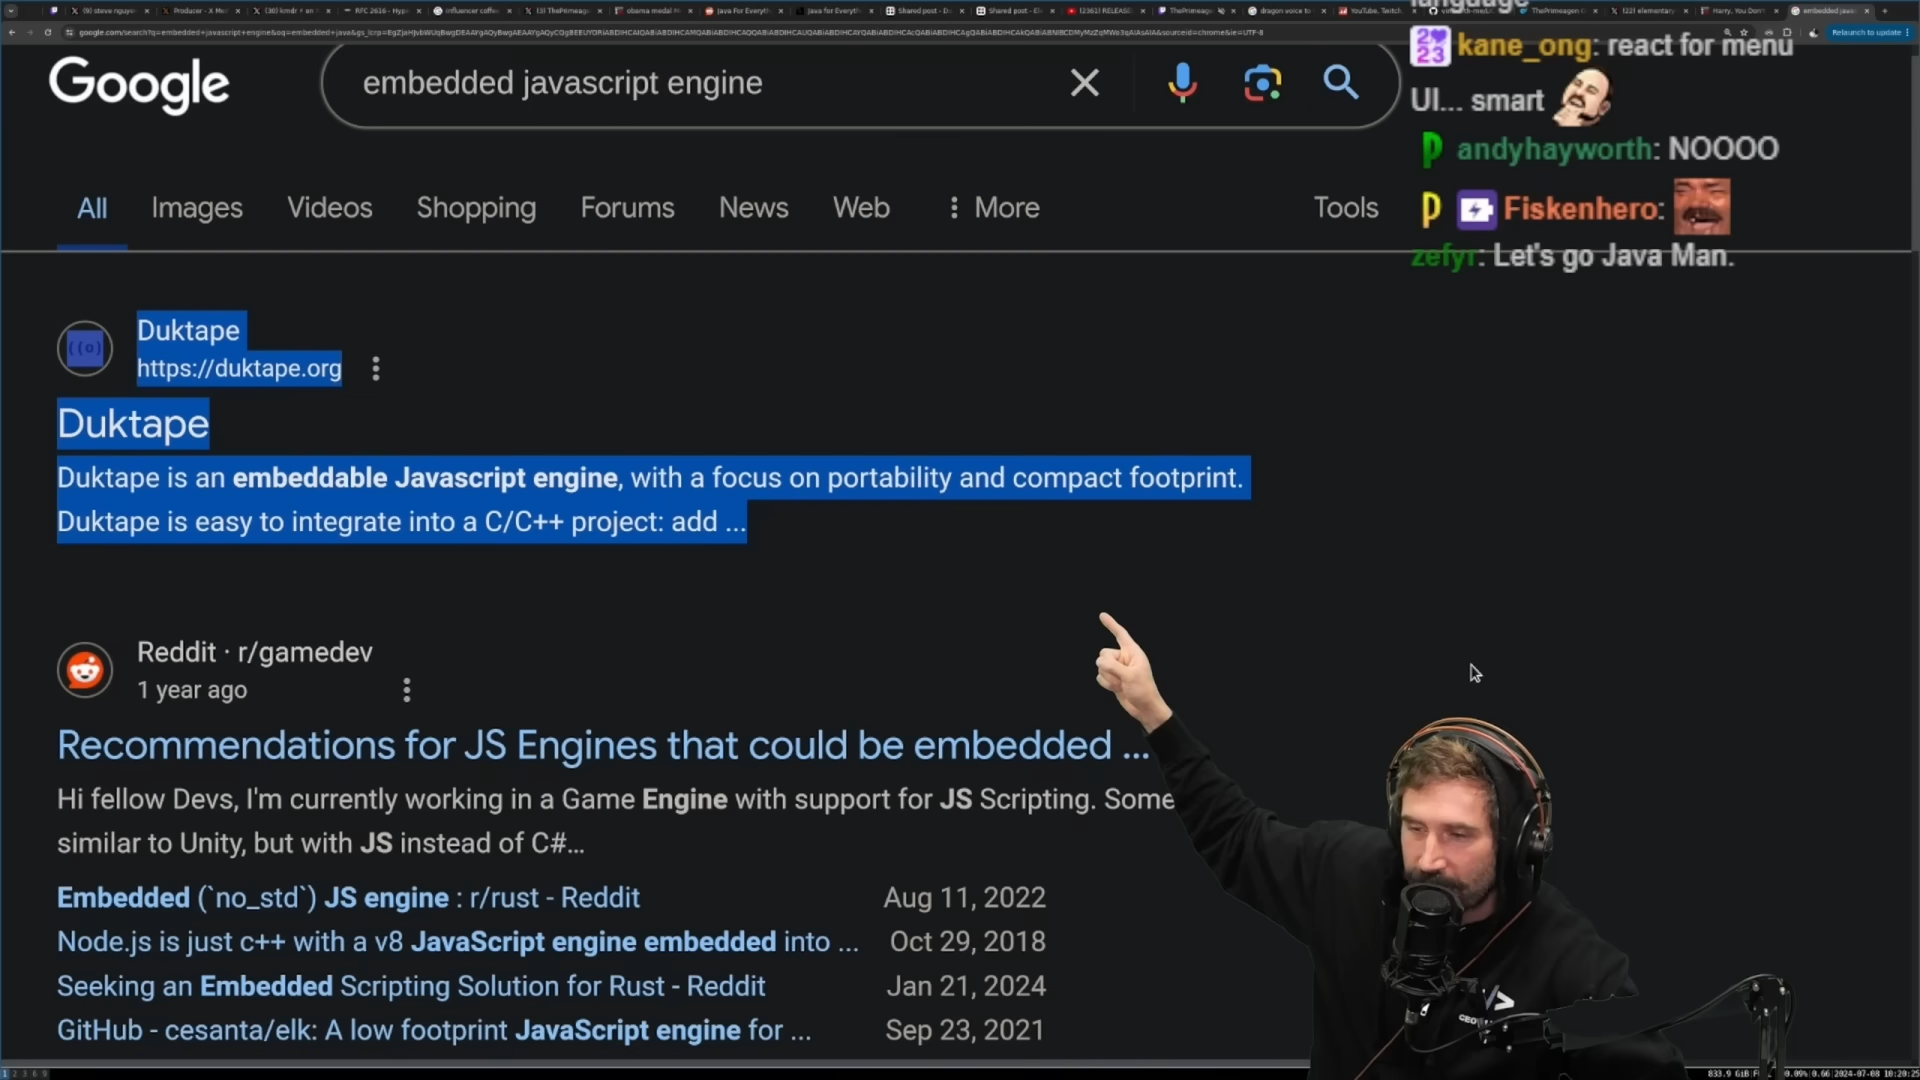 language
kane_ong: react for menu
UI... smart
andyhayworth: NOOOO
Fiskenhero:
zefyr: Let's go Java Man.
Relaunch to update
Google
embedded javascript engine
All
Images
Videos
Shopping
Forums
News
Web
More
Tools
Duktape
https://duktape.org
Duktape
Duktape is an embeddable Javascript engine, with a focus on portability and compact footprint.
Duktape is easy to integrate into a C/C++ project: add ...
Reddit · r/gamedev
1 year ago
Recommendations for JS Engines that could be embedded ...
Hi fellow Devs, I'm currently working in a Game Engine with support for JS Scripting. Some
similar to Unity, but with JS instead of C#...
Embedded (`no_std`) JS engine : r/rust - Reddit
Aug 11, 2022
Node.js is just c++ with a v8 JavaScript engine embedded into ...
Oct 29, 2018
Seeking an Embedded Scripting Solution for Rust - Reddit
Jan 21, 2024
GitHub - cesanta/elk: A low footprint JavaScript engine for ...
Sep 23, 2021